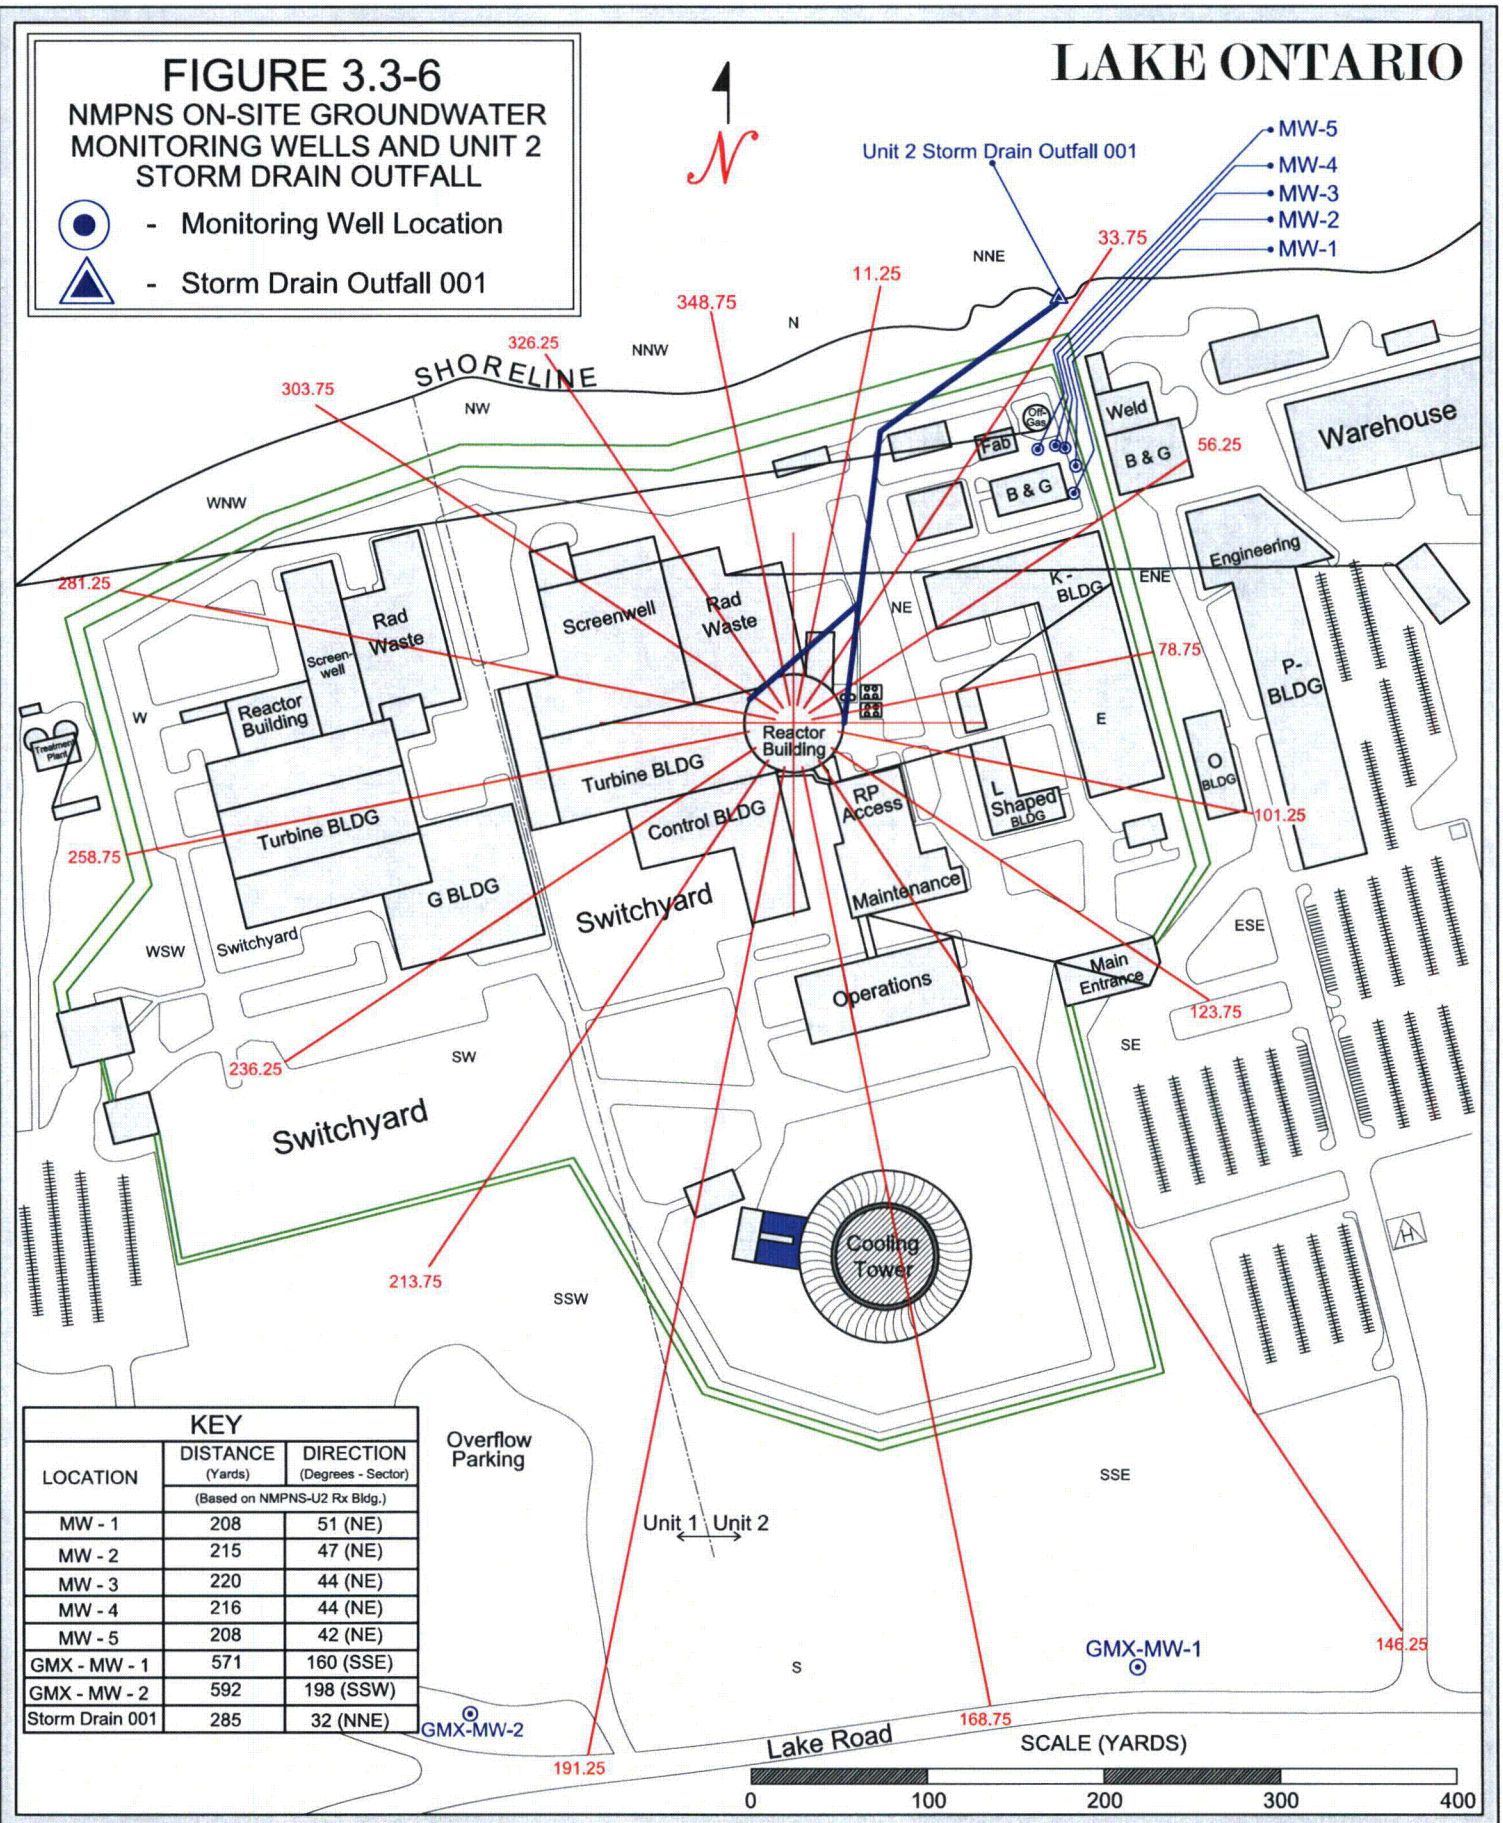 FIGURE 3.3-6
NMPNS ON-SITE GROUNDWATER
MONITORING WELLS AND UNIT 2
STORM DRAIN OUTFALL
- Monitoring Well Location
- Storm Drain Outfall 001
N
LAKE ONTARIO
Unit 2 Storm Drain Outfall 001
MW-5
MW-4
MW-3
MW-2
MW-1
33.75
NNE
11.25
348.75
N
326.25
NNW
SHORELINE
303.75
NW
WNW
281.25
Off-
Gas
Fab
Weld
B & G
B & G
56.25
Warehouse
Engineering
K -
BLDG
ENE
NE
Screenwell
Rad
Waste
Rad
Waste
Screen-
well
Reactor
Building
W
Treatment
Plant
78.75
P-
BLDG
E
O
BLDG
Reactor
Building
Turbine BLDG
Control BLDG
RP
Access
L
Shaped
BLDG
101.25
Turbine BLDG
258.75
G BLDG
Switchyard
Maintenance
WSW
Switchyard
ESE
Main
Entrance
Operations
123.75
SE
236.25
SW
Switchyard
Cooling
Tower
H
213.75
SSW
Overflow
Parking
SSE
Unit 1 Unit 2
KEY
LOCATION DISTANCE (Yards) DIRECTION (Degrees - Sector)
(Based on NMPNS-U2 Rx Bldg.)
MW - 1 208 51 (NE)
MW - 2 215 47 (NE)
MW - 3 220 44 (NE)
MW - 4 216 44 (NE)
MW - 5 208 42 (NE)
GMX - MW - 1 571 160 (SSE)
GMX - MW - 2 592 198 (SSW)
Storm Drain 001 285 32 (NNE)
GMX-MW-1
146.25
S
GMX-MW-2
168.75
Lake Road
191.25
SCALE (YARDS)
0 100 200 300 400